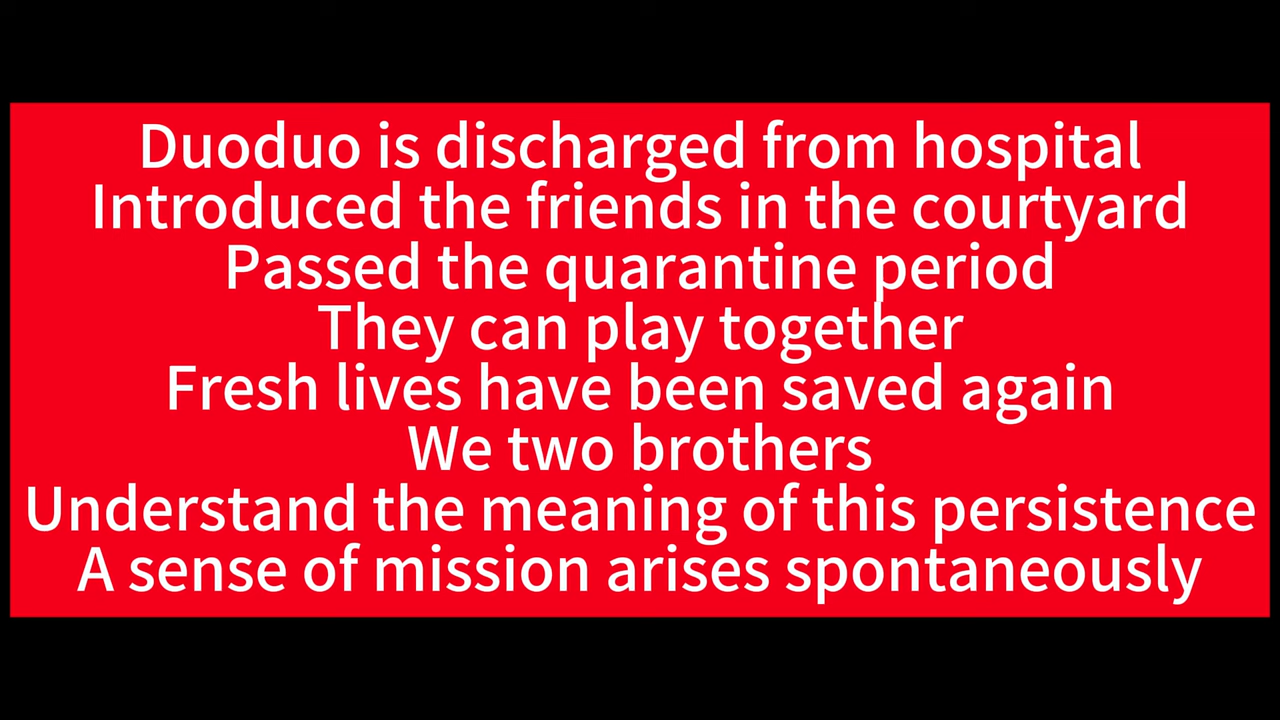 Duoduo is discharged from hospital
Introduced the friends in the courtyard
Passed the quarantine period
They can play together
Fresh lives have been saved again
We two brothers
Understand the meaning of this persistence
A sense of mission arises spontaneously